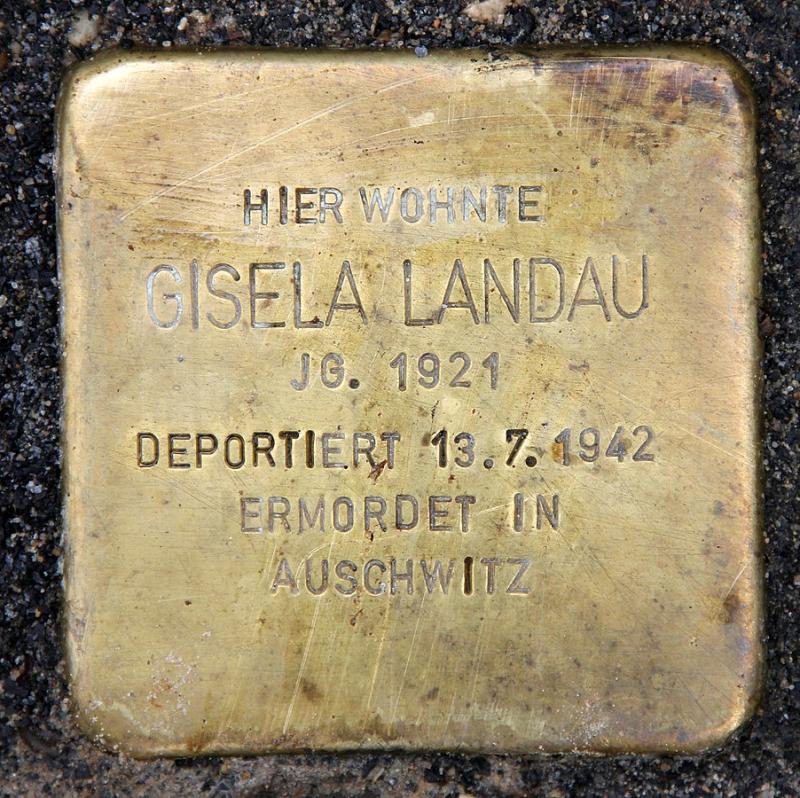 HIER WOHNTE
GISELA LANDAU
JG. 1921
DEPORTIERT 13.7.1942
ERMORDET IN
AUSCHWITZ